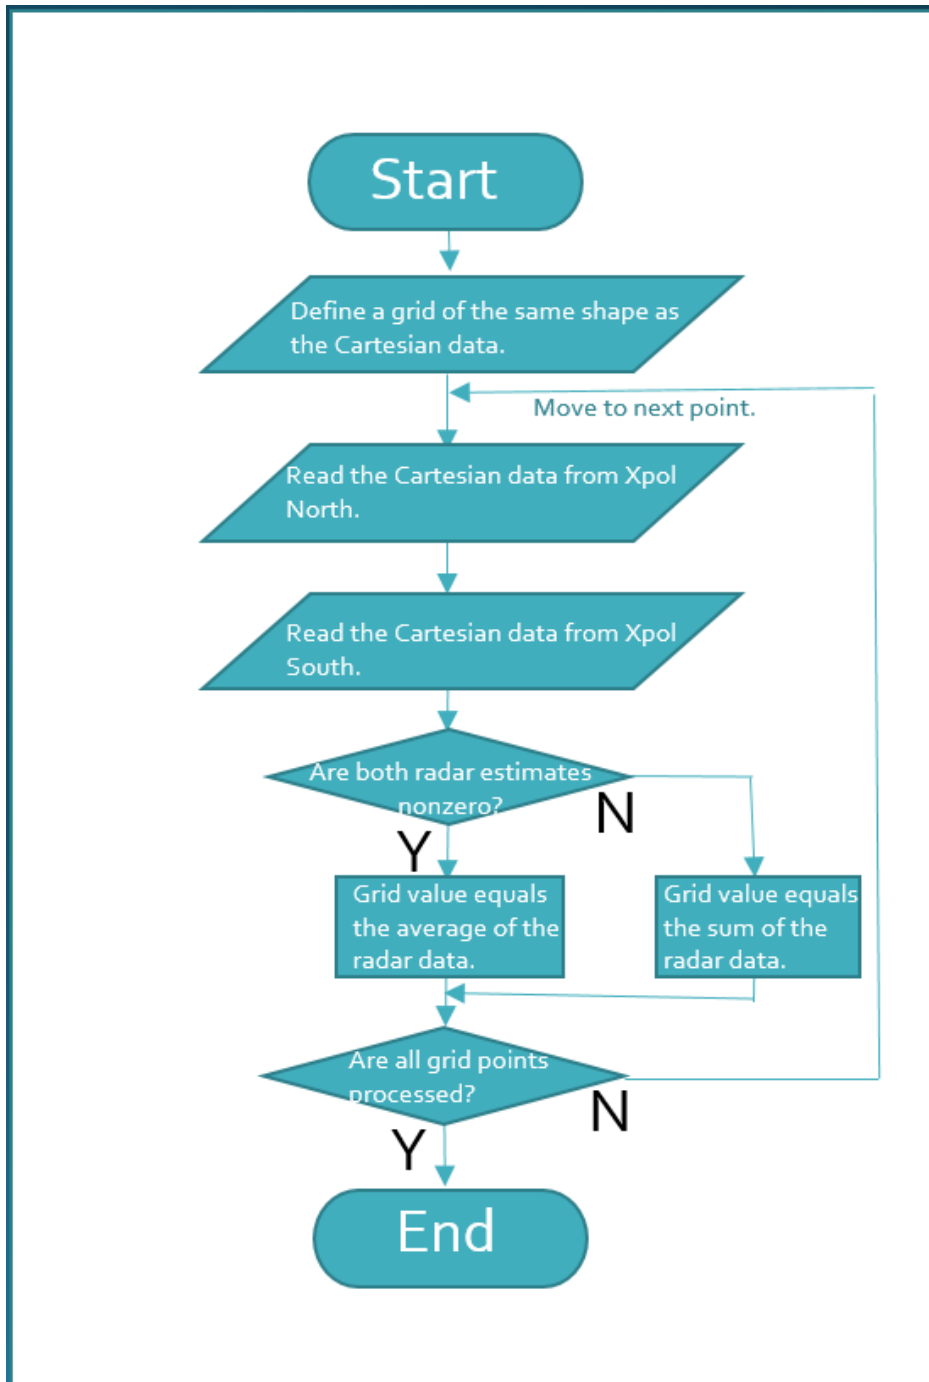 Start
Define a grid of the same shape as
the Cartesian data.
Move to next point.
Read the Cartesian data from Xpol
North.
Read the Cartesian data from Xpol
South.
Are both radar estimates
nonzero?
N
Y
Grid value equals
the average of the
radar data.
Grid value equals
the sum of the
radar data.
Are all grid points
processed?
N
Y
End